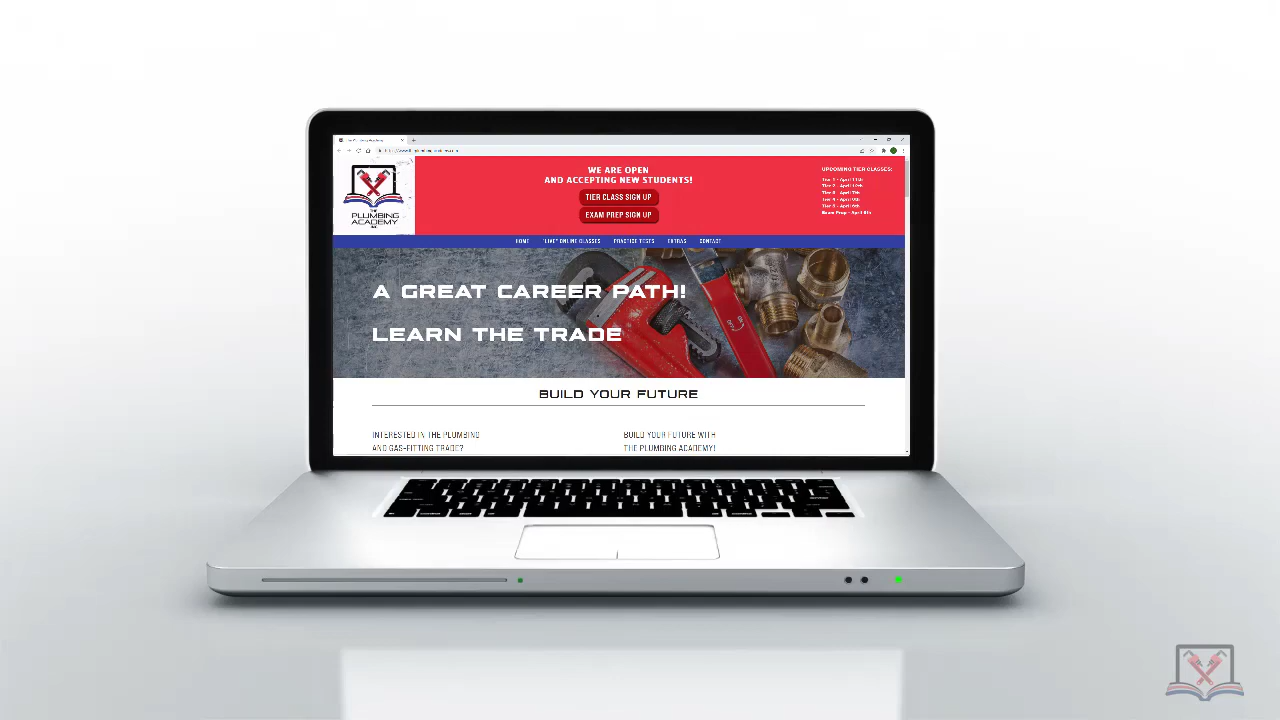 WE ARE OPEN
AND ACCEPTING NEW STUDENTS!
TIER CLASS SIGN UP
EXAM PREP SIGN UP
UPCOMING TIER CLASSES:
THE
PLUMBING
ACADEMY
HOME "LIVE" ONLINE CLASSES PRACTICE TESTS EXTRAS CONTACT
A GREAT CAREER PATH!
LEARN THE TRADE
BUILD YOUR FUTURE
INTERESTED IN THE PLUMBING
AND GAS-FITTING TRADE?
BUILD YOUR FUTURE WITH
THE PLUMBING ACADEMY!